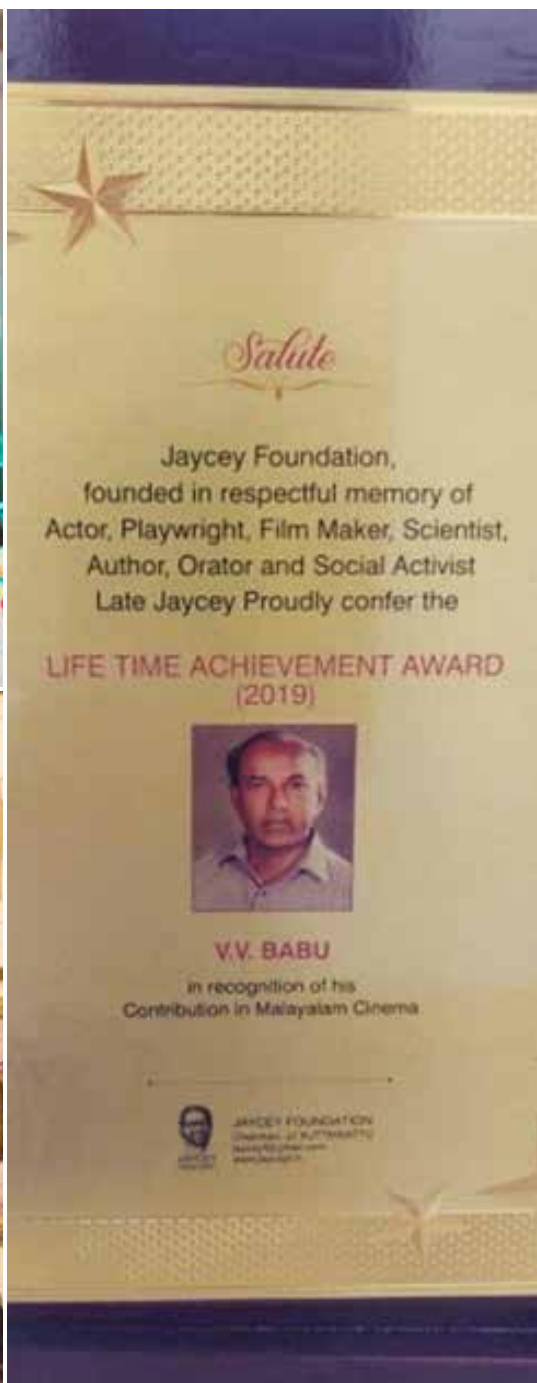 Salute
Jaycey Foundation,
founded in respectful memory of
Actor, Playwright, Film Maker, Scientist,
Author, Orator and Social Activist
Late Jaycey Proudly confer the
LIFE TIME ACHIEVEMENT AWARD
(2019)
V.V. BABU
in recognition of his
Contribution in Malayalam Cinema
JAYCEY FOUNDATION